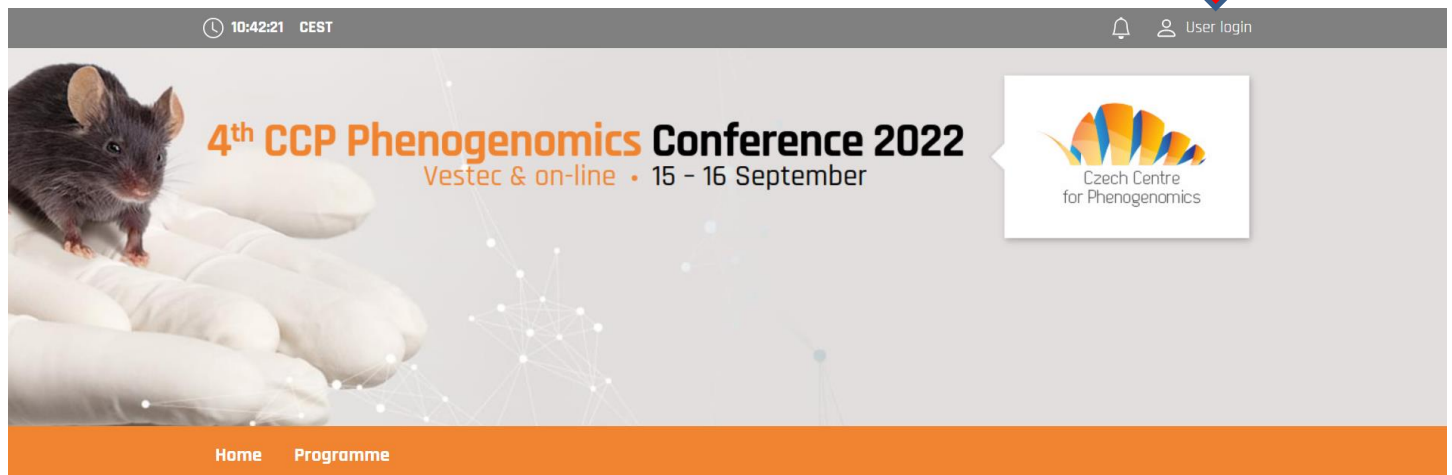 10:42:21 CEST
User login
4th CCP Phenogenomics Conference 2022
Vestec & on-line • 15 – 16 September
Czech Centre
for Phenogenomics
Home Programme